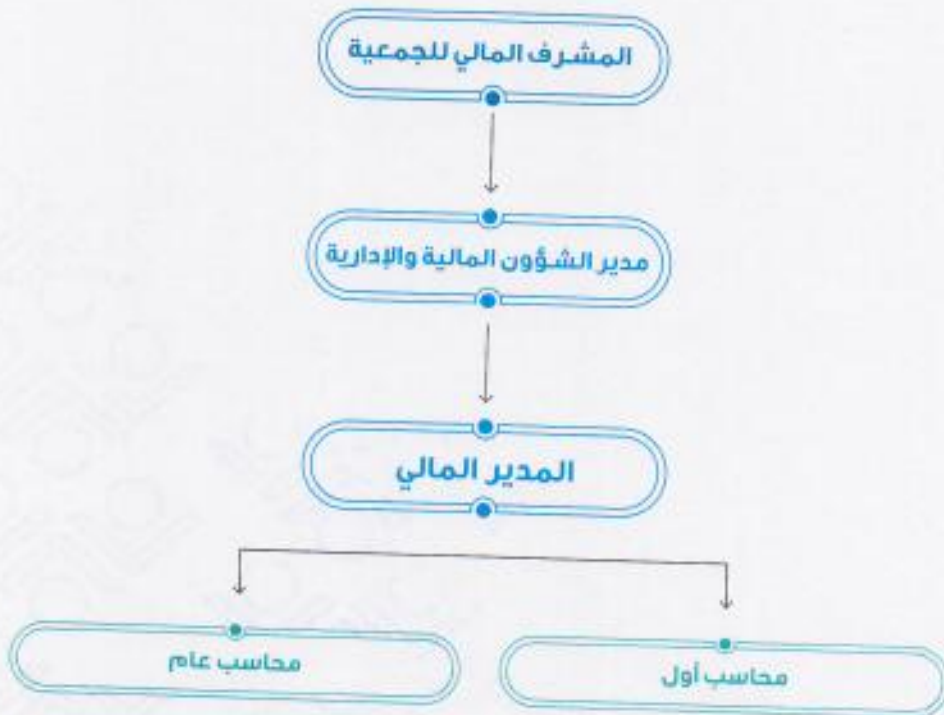 المشرف المالي للجمعية
مدير الشؤون المالية والإدارية
المدير المالي
محاسب أول
محاسب عام